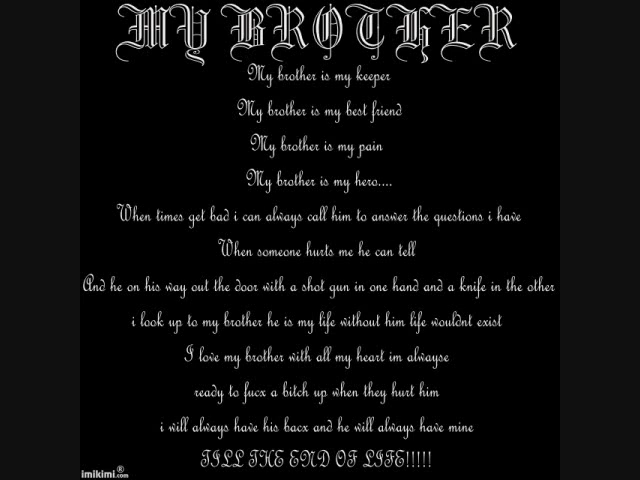 MY BROTHER
My brother is my keeper
My brother is my best friend
My brother is my pain
My brother is my hero....
When times get bad i can always call him to answer the questions i have
When someone hurts me he can tell
And he on his way out the door with a shot gun in one hand and a knife in the other
i look up to my brother he is my life without him life wouldnt exist
I love my brother with all my heart im alwayse
ready to fucx a bitch up when they hurt him
i will always have his bacx and he will always have mine
TILL THE END OF LIFE!!!!!
imikimi.com®